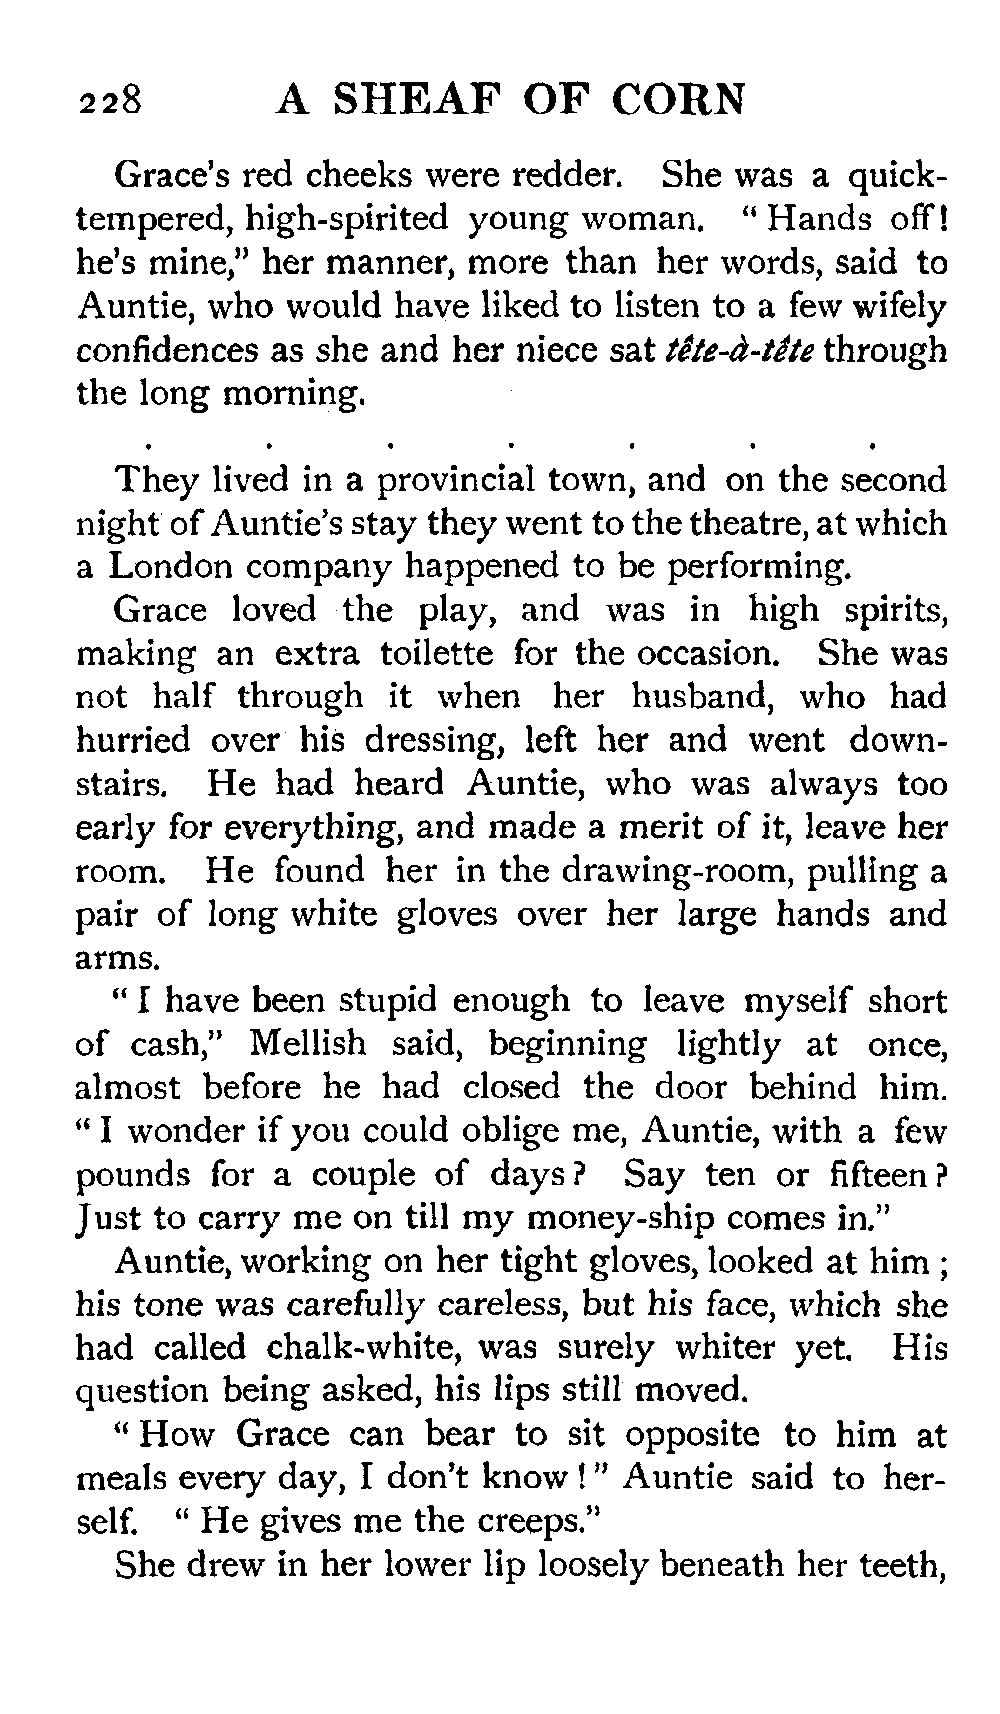 228 A SHEAF OF CORN
Grace's red cheeks were redder. She was a quick-
tempered, high-spirited young woman. “Hands off!
he's mine,” her manner, more than her words, said to
Auntie, who would have liked to listen to a few wifely
confidences as she and her niece sat tête-à-tête through
the long morning.
. . . . . . .
They lived in a provincial town, and on the second
night of Auntie's stay they went to the theatre, at which
a London company happened to be performing.
Grace loved the play, and was in high spirits,
making an extra toilette for the occasion. She was
not half through it when her husband, who had
hurried over his dressing, left her and went down-
stairs. He had heard Auntie, who was always too
early for everything, and made a merit of it, leave her
room. He found her in the drawing-room, pulling a
pair of long white gloves over her large hands and
arms.
“I have been stupid enough to leave myself short
of cash,” Mellish said, beginning lightly at once,
almost before he had closed the door behind him.
“I wonder if you could oblige me, Auntie, with a few
pounds for a couple of days? Say ten or fifteen?
Just to carry me on till my money-ship comes in.”
Auntie, working on her tight gloves, looked at him;
his tone was carefully careless, but his face, which she
had called chalk-white, was surely whiter yet. His
question being asked, his lips still moved.
“How Grace can bear to sit opposite to him at
meals every day, I don't know!” Auntie said to her-
self. “He gives me the creeps.”
She drew in her lower lip loosely beneath her teeth,